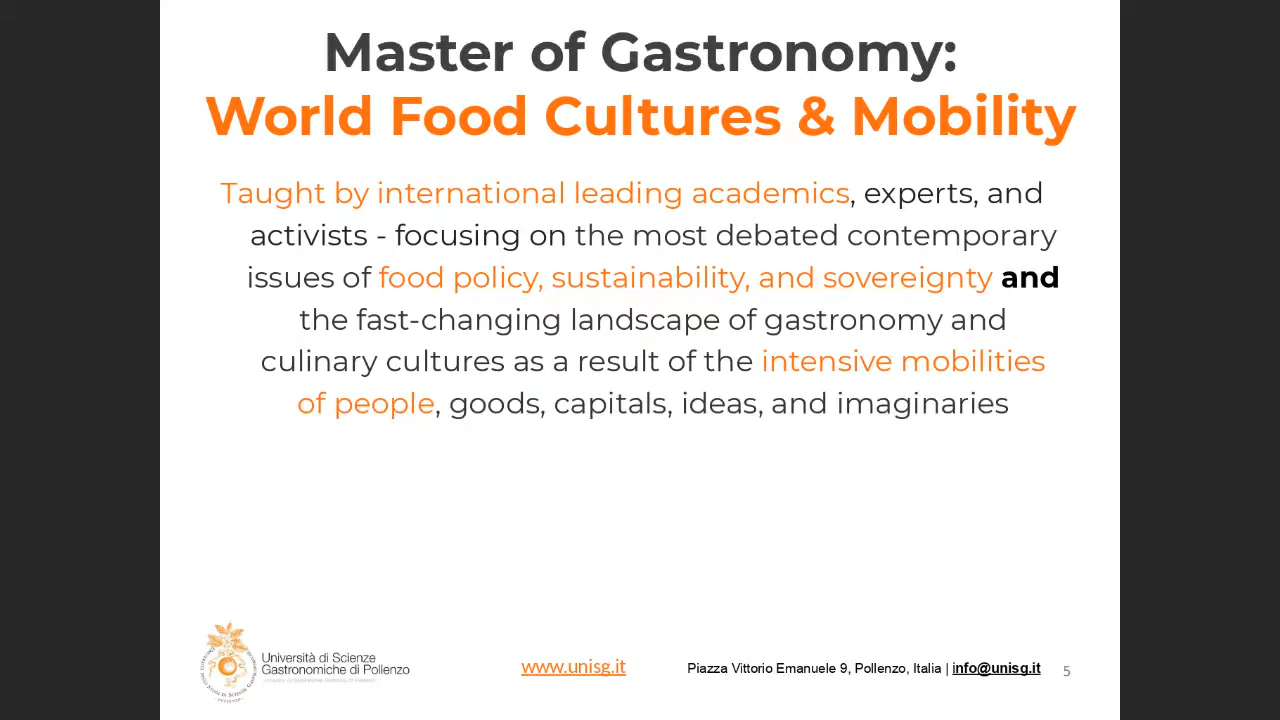 Master of Gastronomy:
World Food Cultures & Mobility
Taught by international leading academics, experts, and
activists - focusing on the most debated contemporary
issues of food policy, sustainability, and sovereignty and
the fast-changing landscape of gastronomy and
culinary cultures as a result of the intensive mobilities
of people, goods, capitals, ideas, and imaginaries
Università di Scienze
Gastronomiche di Pollenzo
www.unisg.it
Piazza Vittorio Emanuele 9, Pollenzo, Italia | info@unisg.it
5